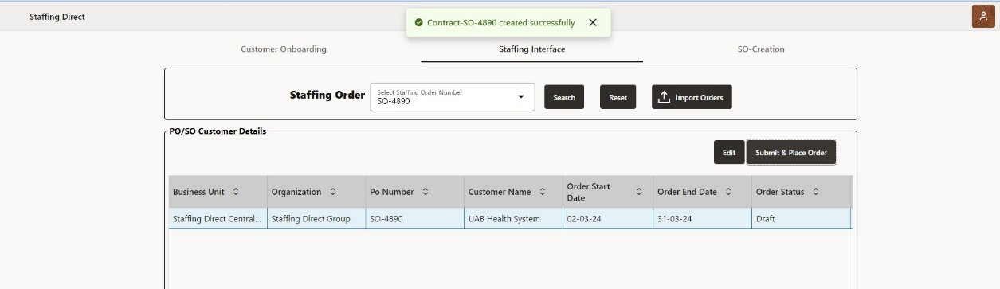 Staffing Direct
Contract-SO-4890 created successfully
Customer Onboarding
Staffing Interface
SO-Creation
Staffing Order
Select Staffing Order Number
SO-4890
Search
Reset
Import Orders
PO/SO Customer Details
Edit
Submit & Place Order
Business Unit
Organization
Po Number
Customer Name
Order Start
Date
Order End Date
Order Status
Staffing Direct Central...
Staffing Direct Group
SO-4890
UAB Health System
02-03-24
31-03-24
Draft